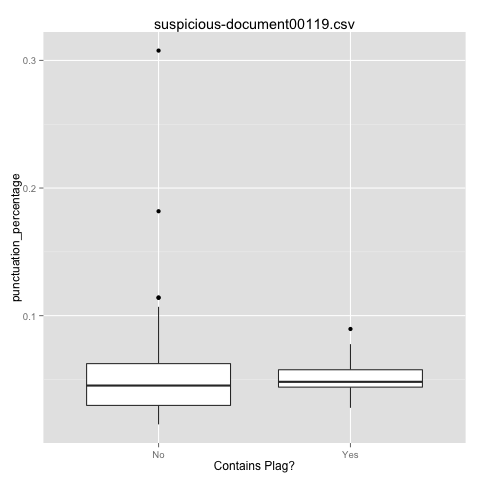 suspicious-document00119.csv
punctuation_percentage
0.3
0.2
0.1
No
Yes
Contains Plag?